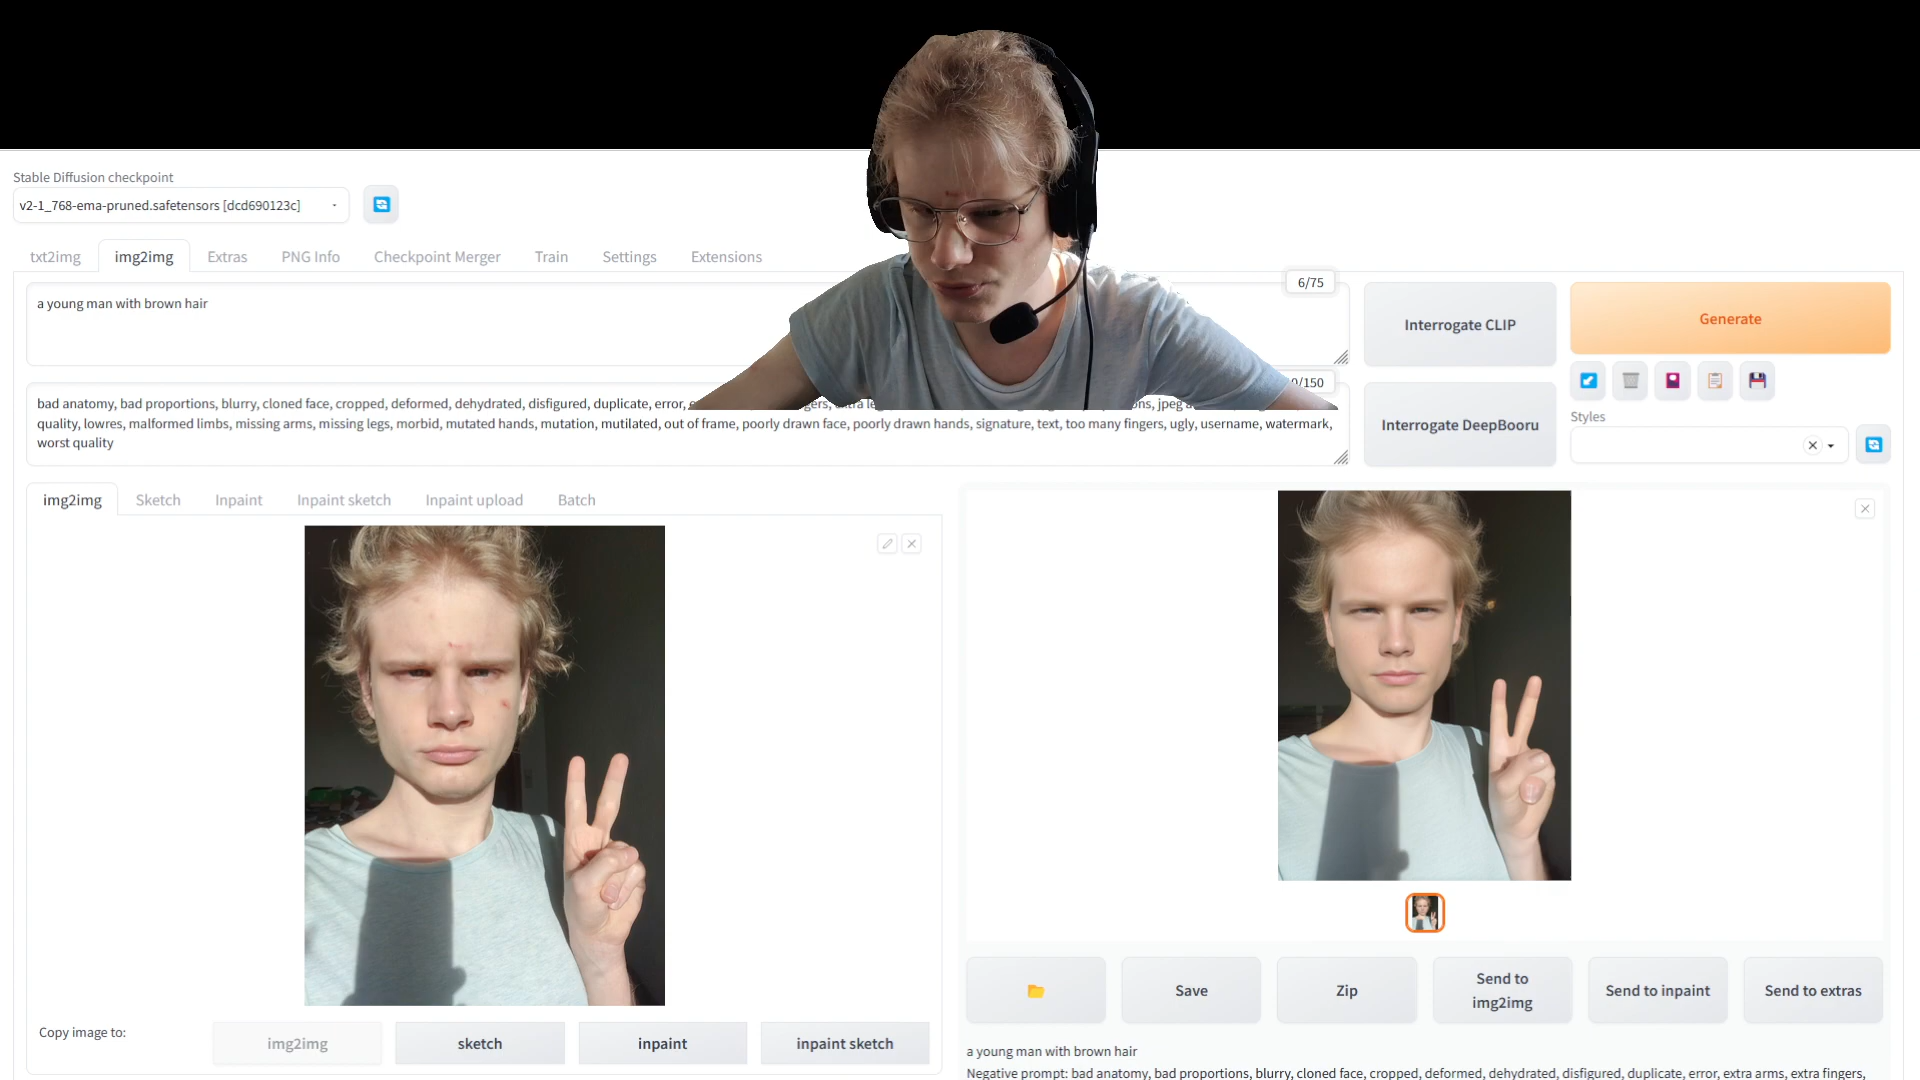 Stable Diffusion checkpoint
v2-1_768-ema-pruned.safetensors [dcd690123c]
txt2img img2img Extras PNG Info Checkpoint Merger Train Settings Extensions
a young man with brown hair
6/75
Interrogate CLIP
Generate
0/150
bad anatomy, bad proportions, blurry, cloned face, cropped, deformed, dehydrated, disfigured, duplicate, error,
quality, lowres, malformed limbs, missing arms, missing legs, morbid, mutated hands, mutation, mutilated, out of frame, poorly drawn face, poorly drawn hands, signature, text, too many fingers, ugly, username, watermark,
worst quality
Interrogate DeepBooru
Styles
img2img Sketch Inpaint Inpaint sketch Inpaint upload Batch
Copy image to:
img2img sketch inpaint inpaint sketch
Save Zip Send to img2img Send to inpaint Send to extras
a young man with brown hair
Negative prompt: bad anatomy, bad proportions, blurry, cloned face, cropped, deformed, dehydrated, disfigured, duplicate, error, extra arms, extra fingers,